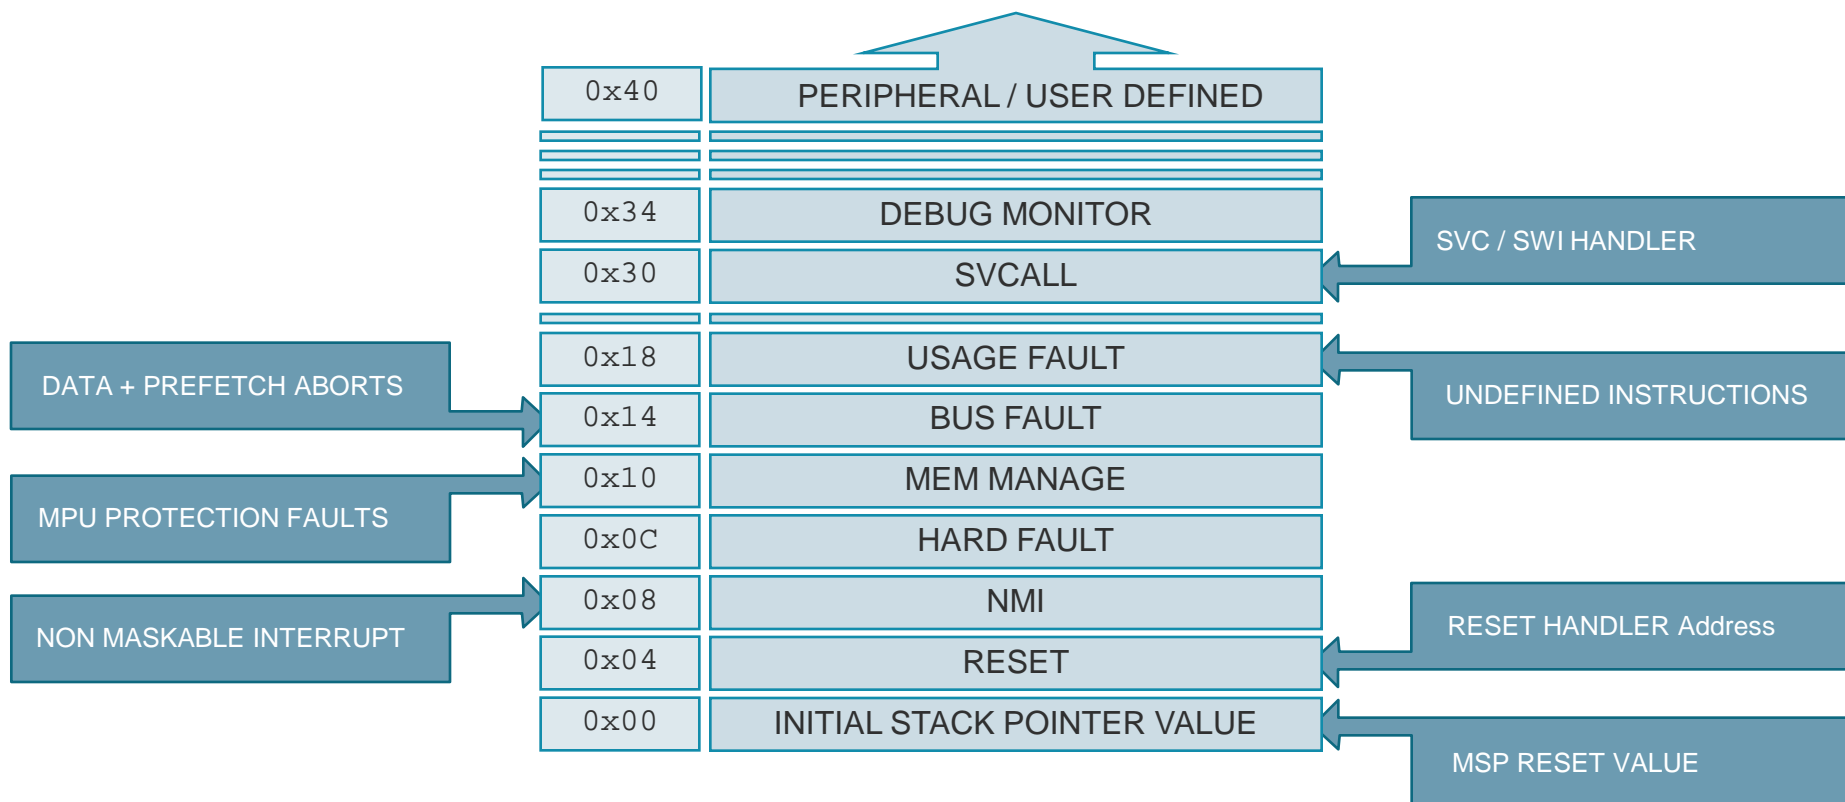 0x40 PERIPHERAL / USER DEFINED
0x34 DEBUG MONITOR
SVC / SWI HANDLER
0x30 SVCALL
0x18 USAGE FAULT
DATA + PREFETCH ABORTS
UNDEFINED INSTRUCTIONS
0x14 BUS FAULT
0x10 MEM MANAGE
MPU PROTECTION FAULTS
0x0C HARD FAULT
0x08 NMI
NON MASKABLE INTERRUPT
RESET HANDLER Address
0x04 RESET
0x00 INITIAL STACK POINTER VALUE
MSP RESET VALUE